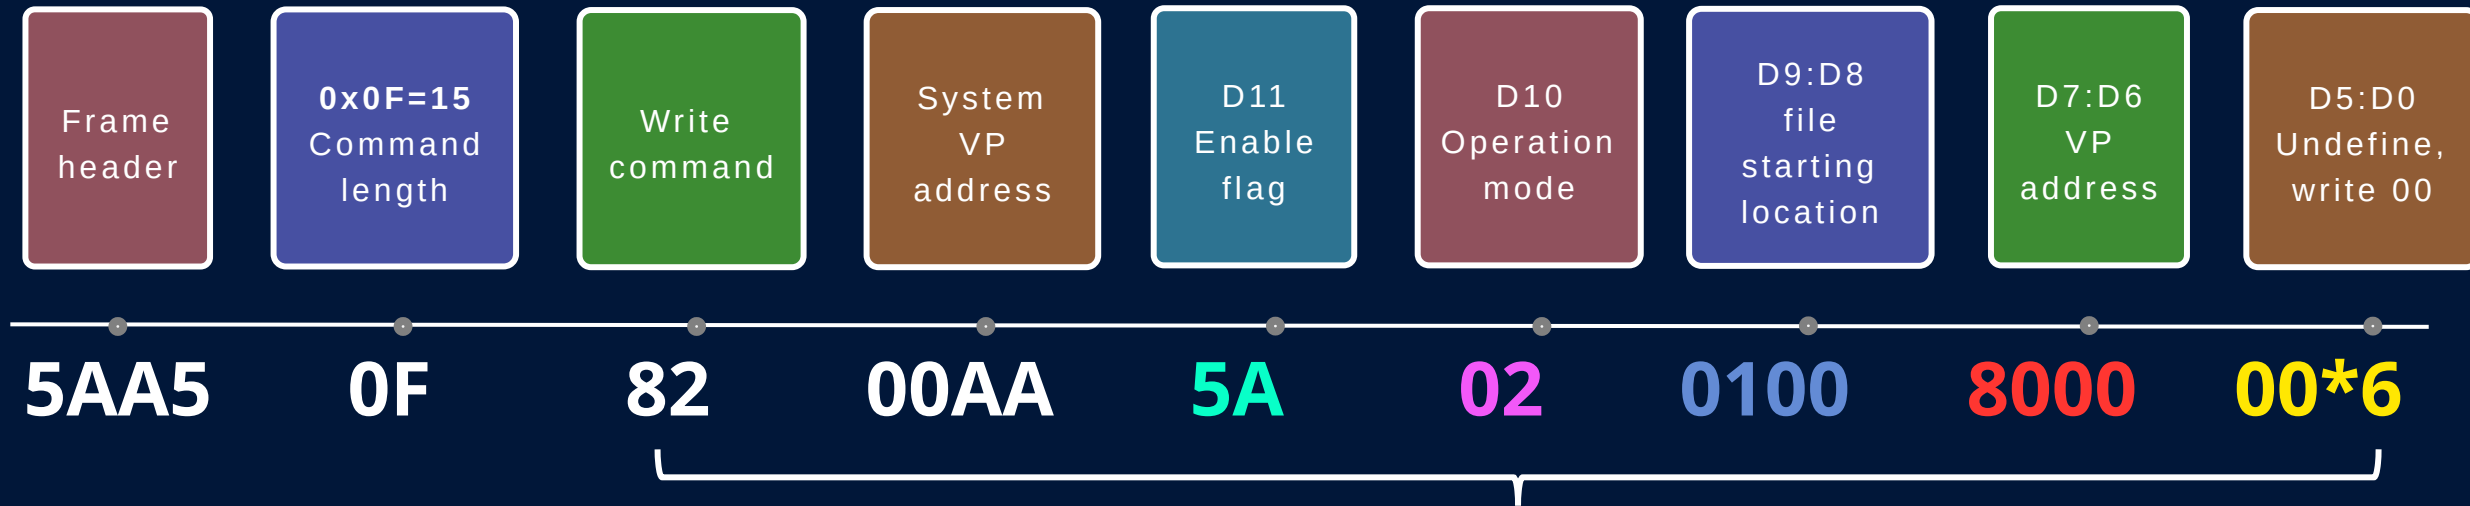 Frame
header
0x0F=15
Command
length
Write
command
System
VP
address
D11
Enable
flag
D10
Operation
mode
D9:D8
file
starting
location
D7:D6
VP
address
D5:D0
Undefine,
write 00
5AA5 0F 82 00AA 5A 02 0100 8000 00*6